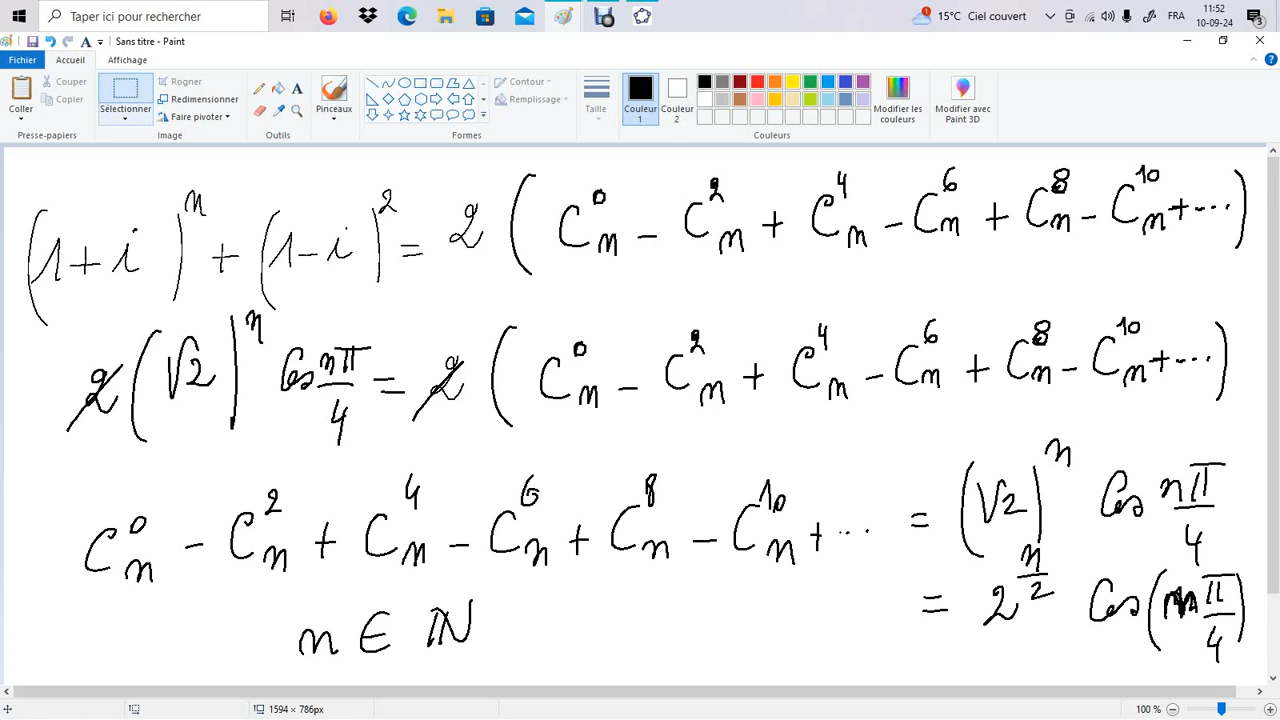 Taper ici pour rechercher
15°C Ciel couvert
FRA
11:52
10-09-24
3
Sans titre - Paint
Fichier
Accueil
Affichage
Coller
Couper
Copier
Presse-papiers
Sélectionner
Rogner
Redimensionner
Faire pivoter
Image
A
Outils
Pinceaux
Contour
Remplissage
Formes
Taille
Couleur 1
Couleur 2
Modifier les couleurs
Couleurs
Modifier avec Paint 3D
(1+i)^n + (1-i)^2 = 2 (C_n^0 - C_n^2 + C_n^4 - C_n^6 + C_n^8 - C_n^10 + ...)
2 (√2)^n Cos nπ/4 = 2 (C_n^0 - C_n^2 + C_n^4 - C_n^6 + C_n^8 - C_n^10 + ...)
C_n^0 - C_n^2 + C_n^4 - C_n^6 + C_n^8 - C_n^10 + ... = (√2)^n Cos nπ/4
= 2^(n/2) Cos(n π/4)
n ∈ ℕ
1594 × 786px
100 %